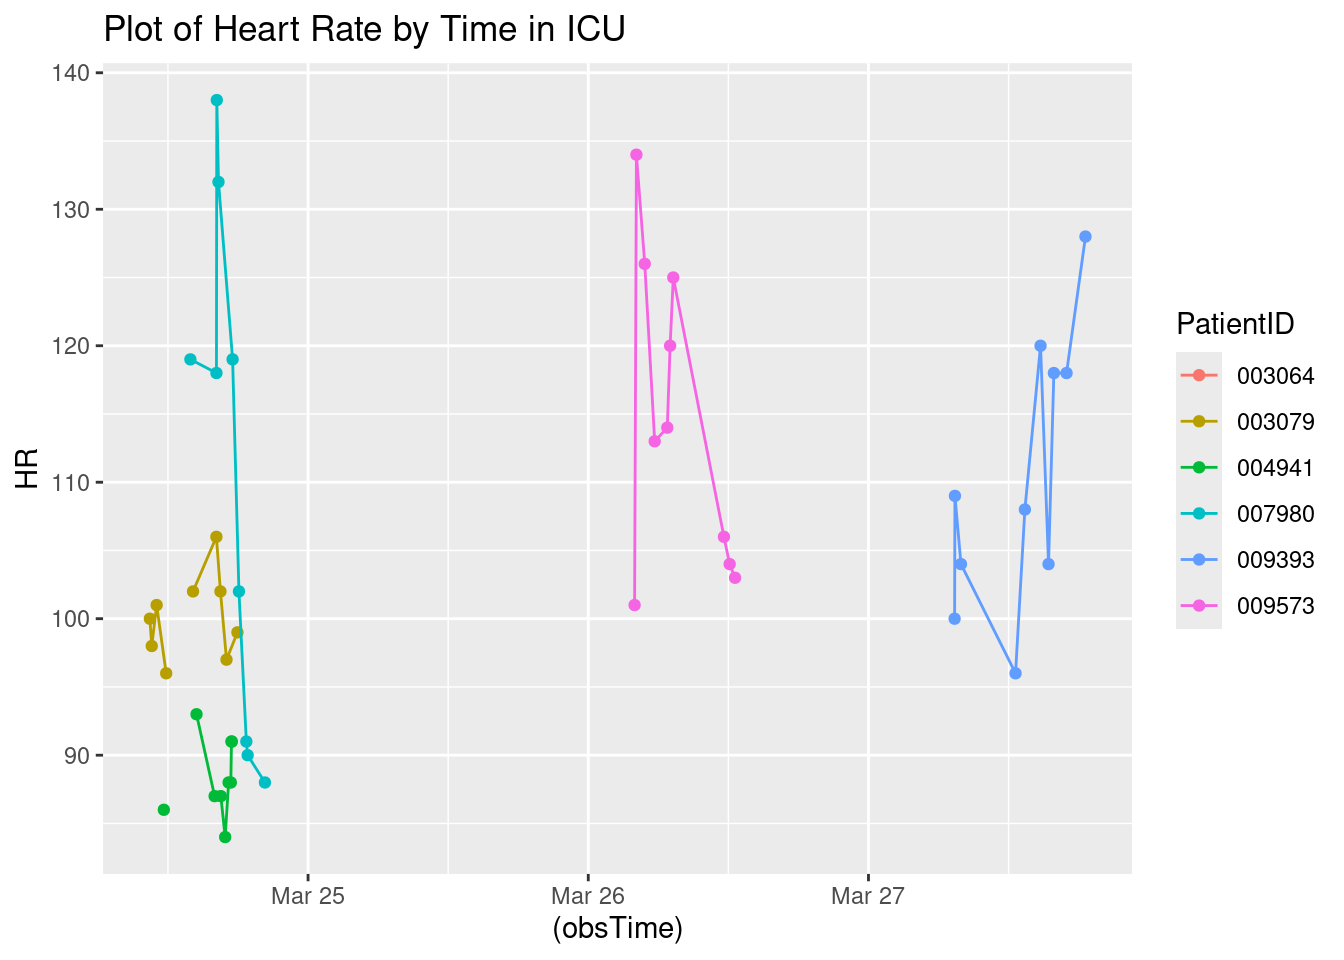 Plot of Heart Rate by Time in ICU
140
130
120
110
100
90
HR
Mar 25
Mar 26
Mar 27
(obsTime)
PatientID
003064
003079
004941
007980
009393
009573